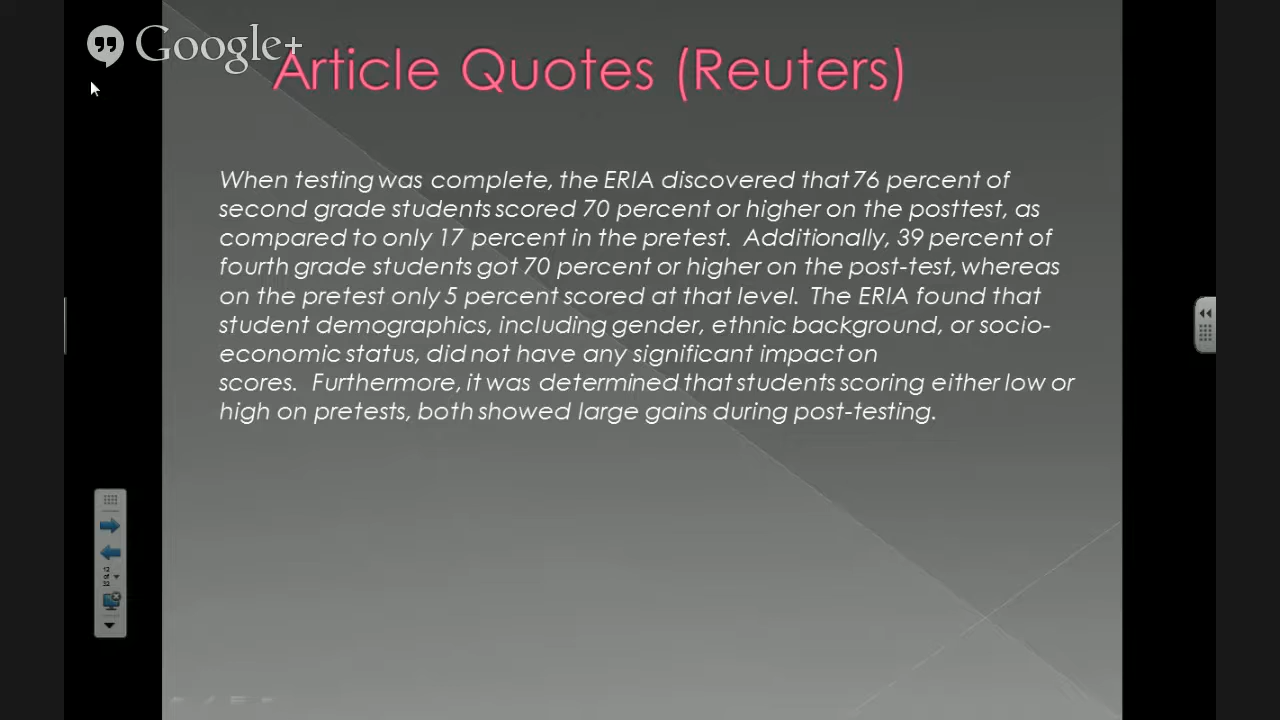 Google+
Article Quotes (Reuters)
When testing was complete, the ERIA discovered that 76 percent of
second grade students scored 70 percent or higher on the posttest, as
compared to only 17 percent in the pretest.  Additionally, 39 percent of
fourth grade students got 70 percent or higher on the post-test, whereas
on the pretest only 5 percent scored at that level.  The ERIA found that
student demographics, including gender, ethnic background, or socio-
economic status, did not have any significant impact on
scores.  Furthermore, it was determined that students scoring either low or
high on pretests, both showed large gains during post-testing.